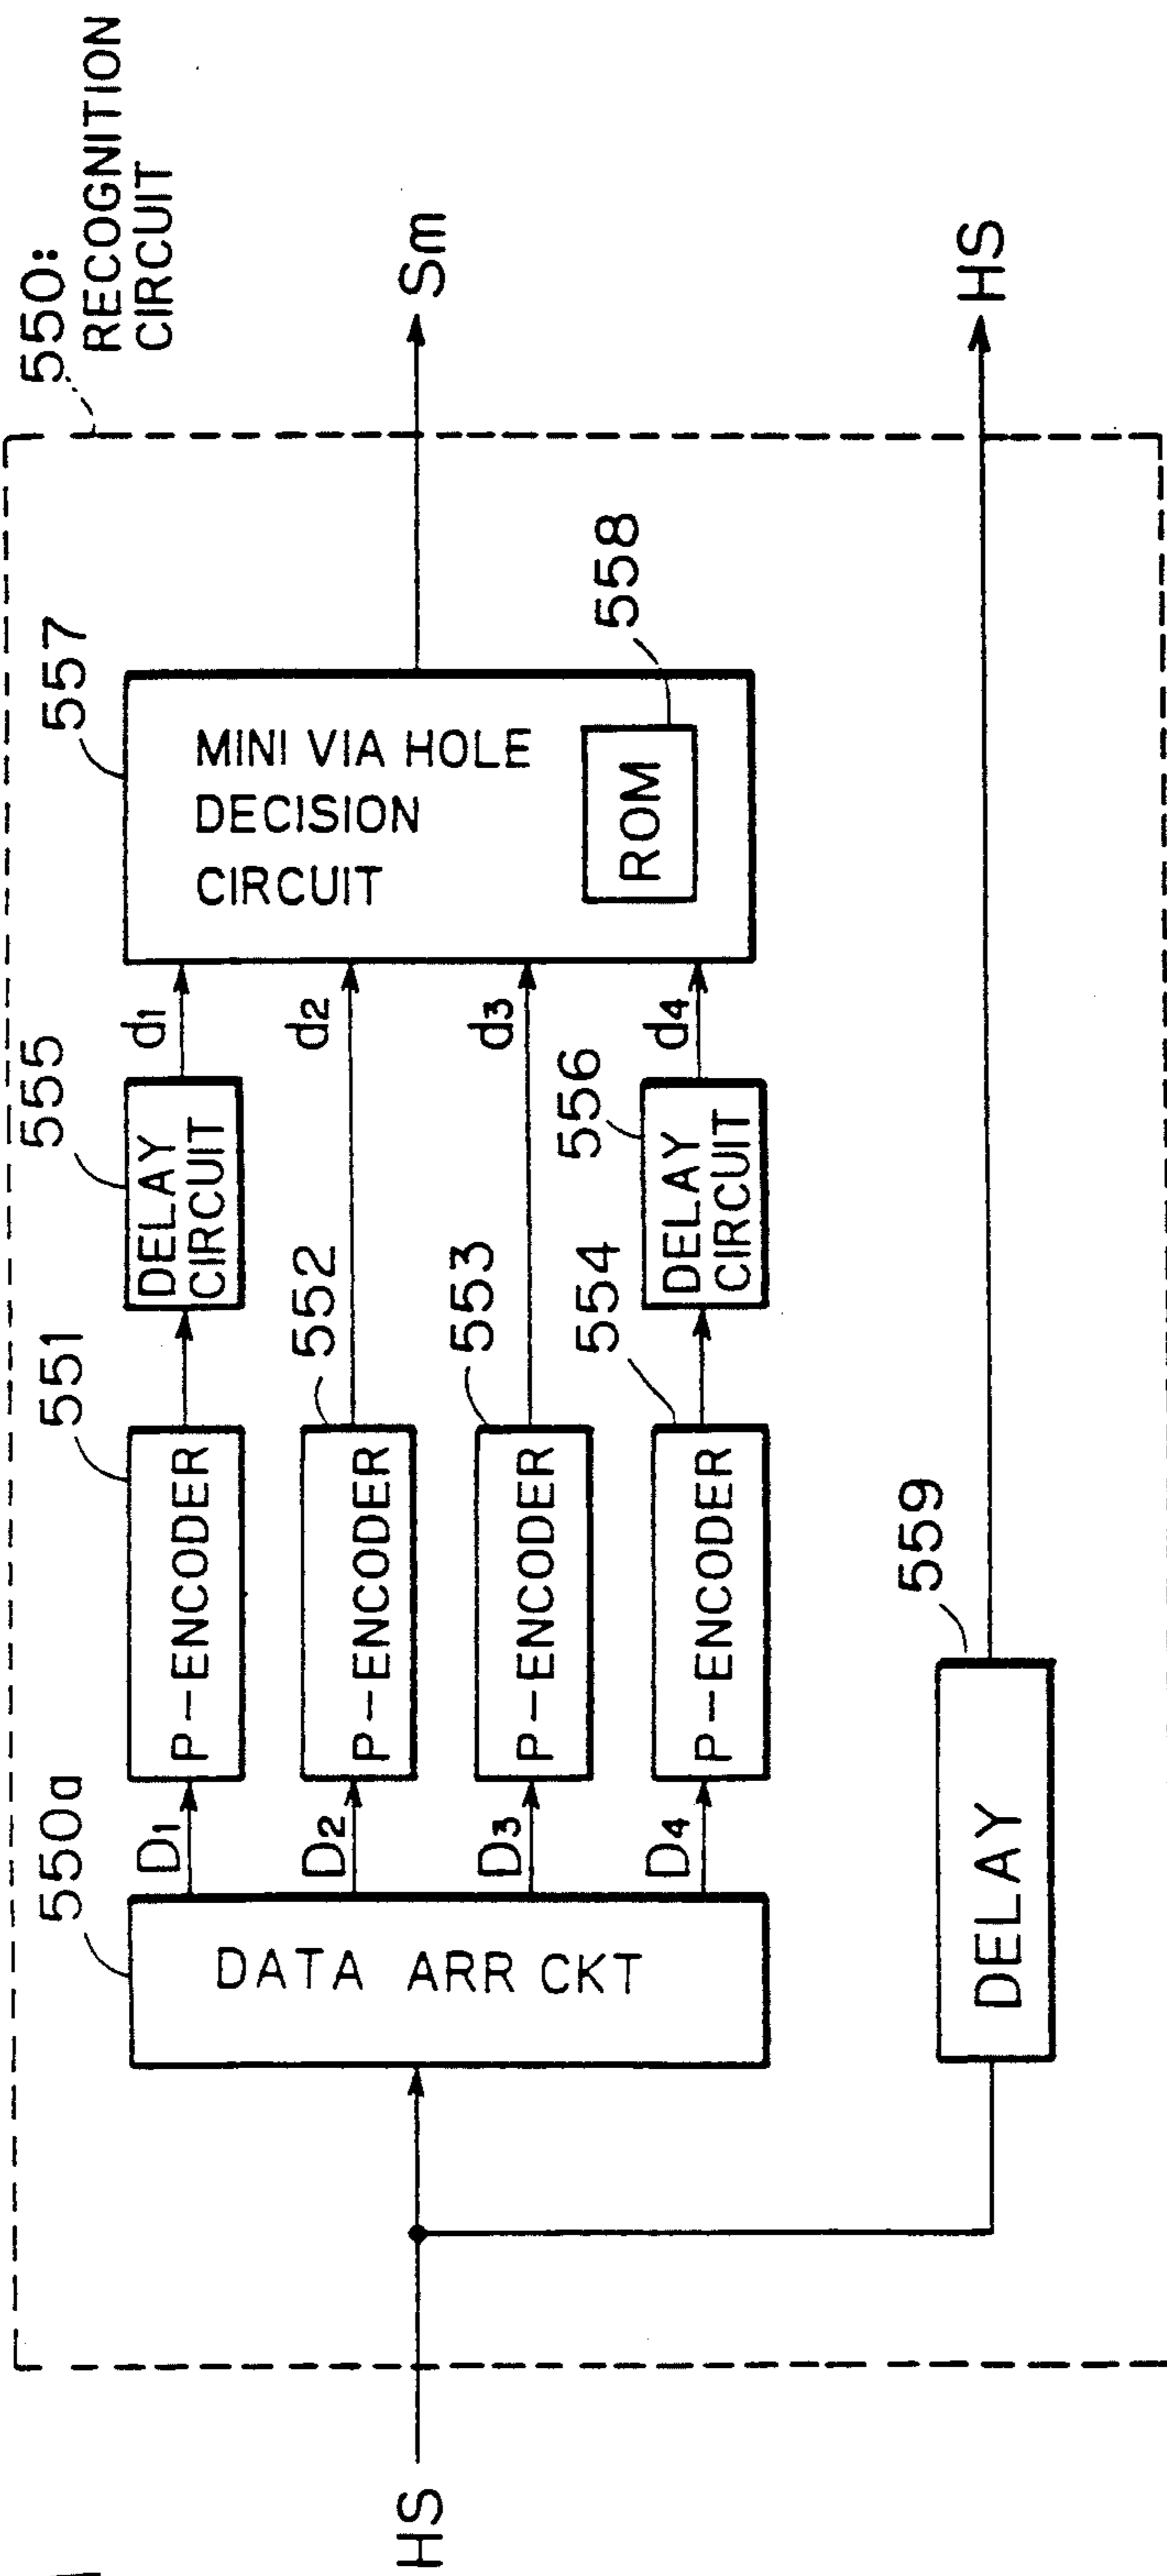 550:
RECOGNITION
CIRCUIT
HS
550a
DATA ARR CKT
D1
D2
D3
D4
551
P-ENCODER
552
P-ENCODER
553
P-ENCODER
554
P-ENCODER
555
DELAY
CIRCUIT
556
DELAY
CIRCUIT
d1
d2
d3
d4
557
MINI VIA HOLE
DECISION
CIRCUIT
558
ROM
Sm
559
DELAY
HS